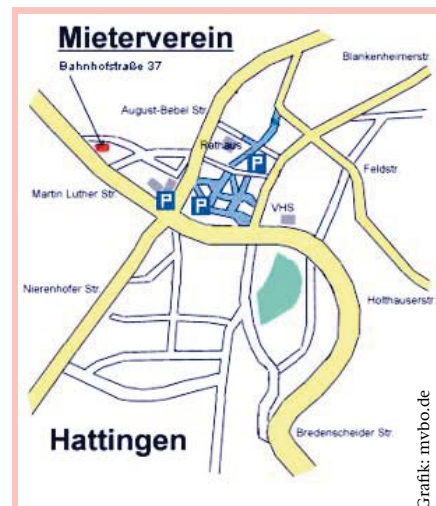 Mieterverein
Bahnhofstraße 37
Blankenheimerstr.
August-Bebel Str.
Rathaus
P
Feldstr.
Martin Luther Str.
P
P
VHS
Nierenhofer Str.
Holthauserstr.
Hattingen
Bredenscheider Str.
Grafik: mvbo.de